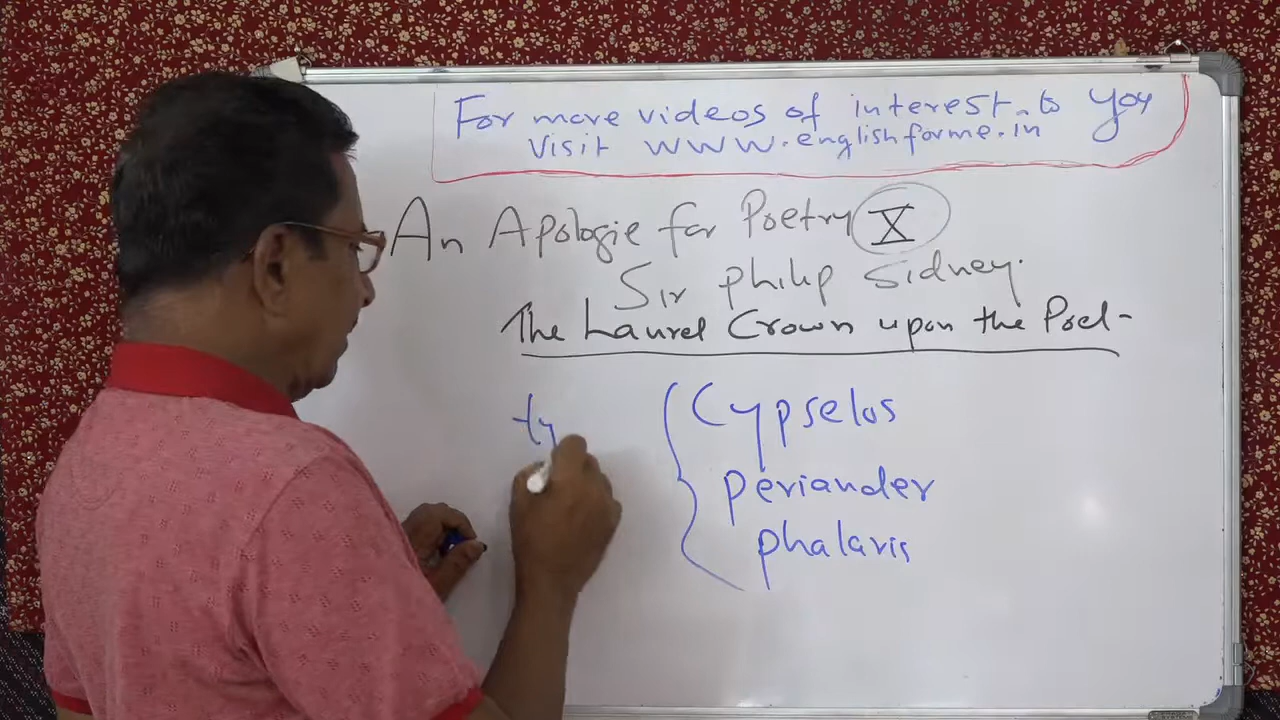 For more videos of interest to you
Visit www.englishforme.in
An Apologie for Poetry X
Sir Philip Sidney.
The Laurel Crown upon the Poet-
ty
Cypselos
periander
phalaris